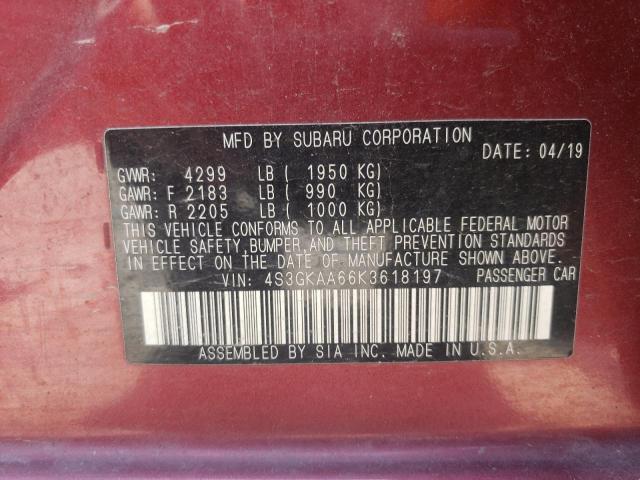 MFD BY SUBARU CORPORATION
DATE: 04/19
GVWR: 4299 LB ( 1950 KG)
GAWR: F 2183 LB ( 990 KG)
GAWR: R 2205 LB ( 1000 KG)
THIS VEHICLE CONFORMS TO ALL APPLICABLE FEDERAL MOTOR
VEHICLE SAFETY, BUMPER, AND THEFT PREVENTION STANDARDS
IN EFFECT ON THE DATE OF MANUFACTURE SHOWN ABOVE.
VIN: 4S3GKAA66K3618197 PASSENGER CAR
ASSEMBLED BY SIA INC. MADE IN U.S.A.